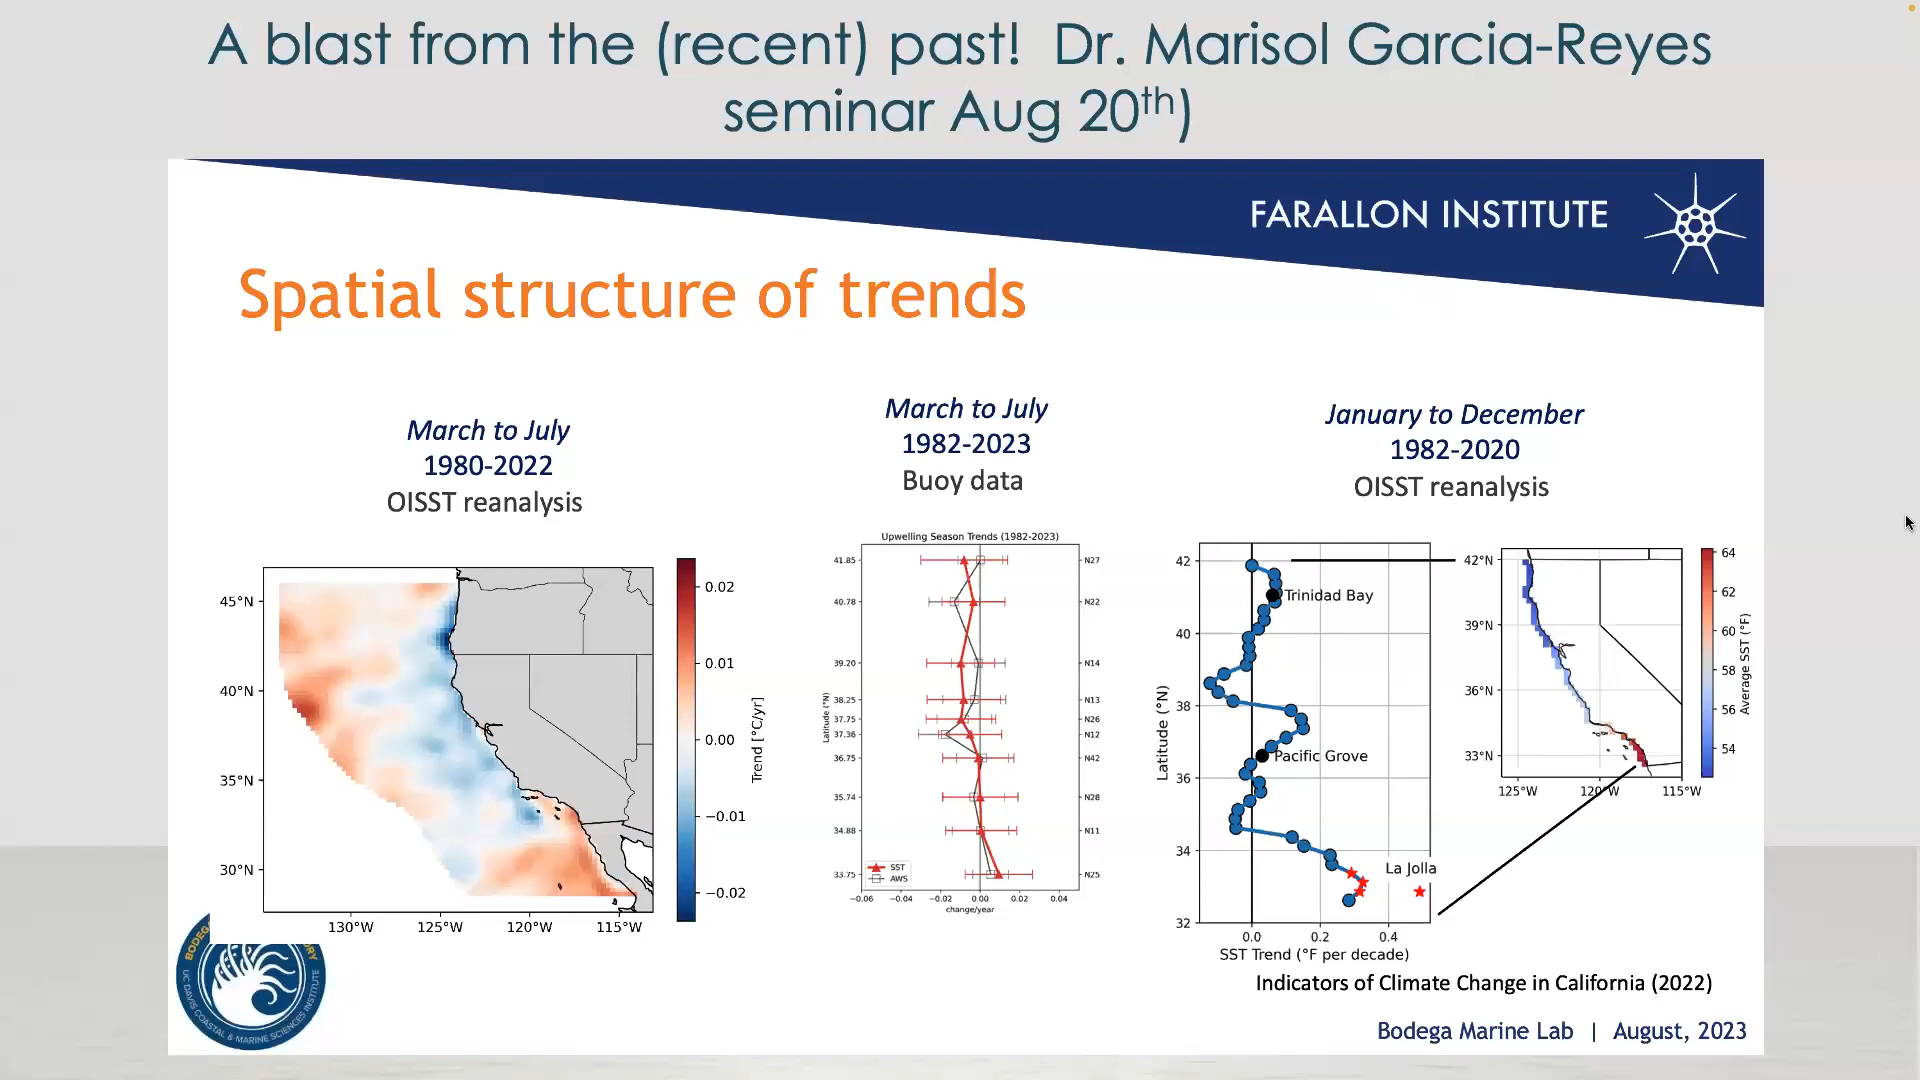 A blast from the (recent) past!  Dr. Marisol Garcia-Reyes
seminar Aug 20th)
FARALLON INSTITUTE
Spatial structure of trends
March to July
1980-2022
OISST reanalysis
45°N
40°N
35°N
30°N
130°W 125°W 120°W 115°W
0.02
0.01
0.00
−0.01
−0.02
Trend [°C/yr]
March to July
1982-2023
Buoy data
Upwelling Season Trends (1982-2023)
Latitude (°N)
41.85 N27
40.78 N22
39.20 N14
38.25 N13
37.75 N26
37.36 N12
36.75 N42
35.74 N28
34.88 N11
33.75 N25
SST
AWS
−0.06 −0.04 −0.02 0.00 0.02 0.04
change/year
January to December
1982-2020
OISST reanalysis
Latitude (°N)
42
40
38
36
34
32
Trinidad Bay
Pacific Grove
La Jolla
0.0 0.2 0.4
SST Trend (°F per decade)
42°N
39°N
36°N
33°N
125°W 120°W 115°W
64
62
60
58
56
54
Average SST (°F)
Indicators of Climate Change in California (2022)
Bodega Marine Lab | August, 2023
UC DAVIS COASTAL & MARINE SCIENCES INSTITUTE